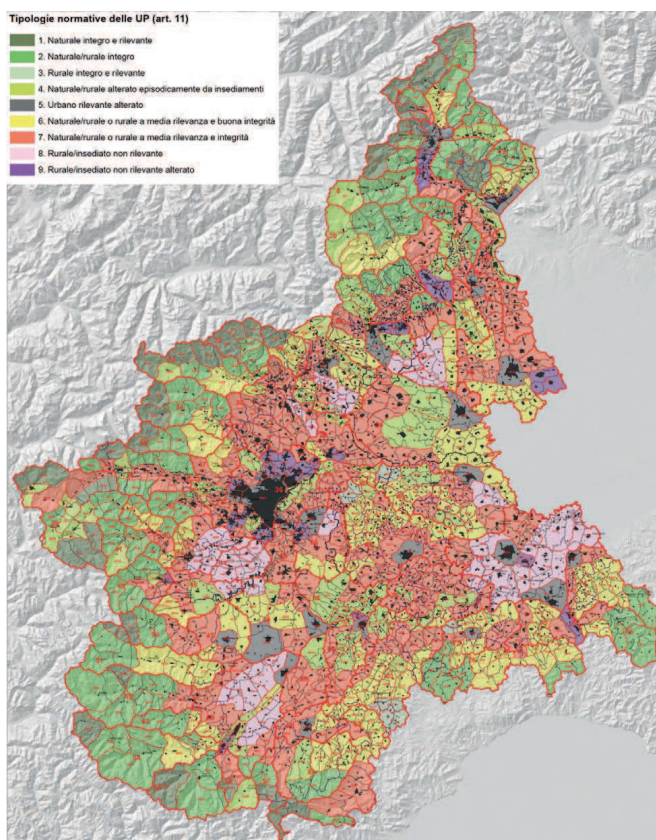 Tipologie normative delle UP (art. 11)
1. Naturale integro e rilevante
2. Naturale/rurale integro
3. Rurale integro e rilevante
4. Naturale/rurale alterato episodicamente da insediamenti
5. Urbano rilevante alterato
6. Naturale/rurale o rurale a media rilevanza e buona integrità
7. Naturale/rurale o rurale a media rilevanza e integrità
8. Rurale/insediato non rilevante
9. Rurale/insediato non rilevante alterato